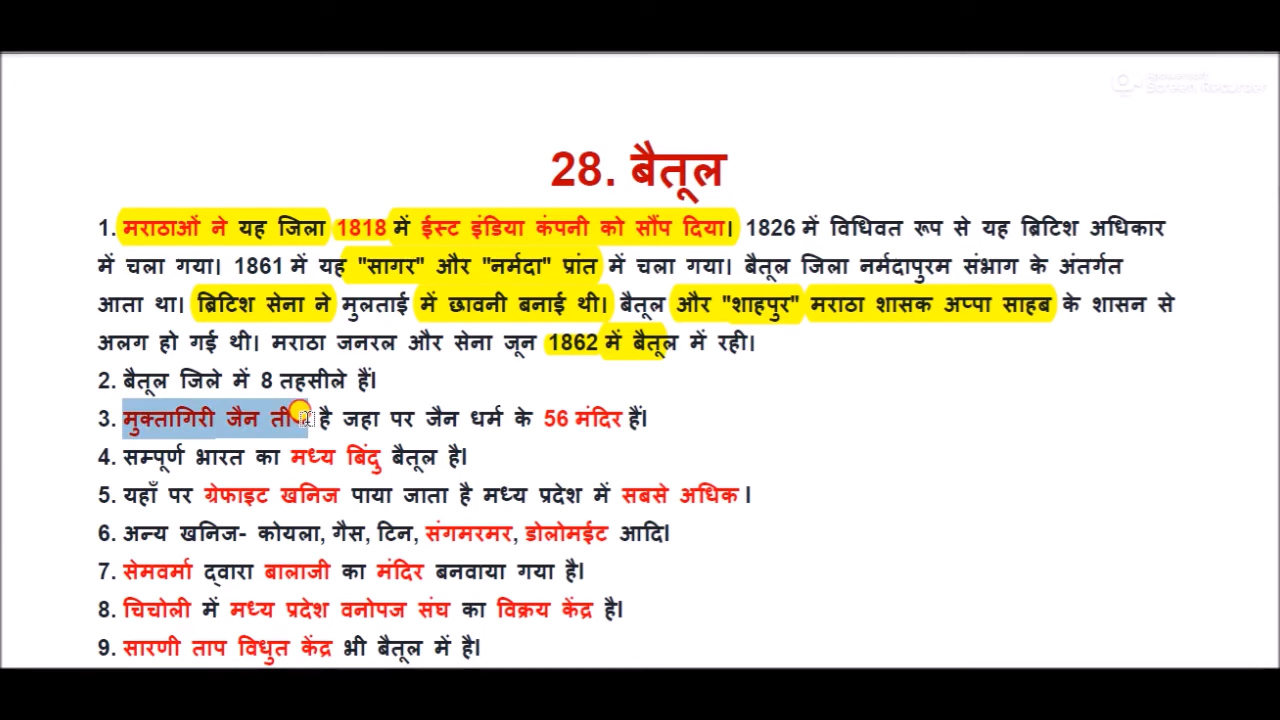 Screen Recorder
28. बैतूल
1. मराठाओं ने यह जिला 1818 में ईस्ट इंडिया कंपनी को सौंप दिया। 1826 में विधिवत रूप से यह ब्रिटिश अधिकार
में चला गया। 1861 में यह "सागर" और "नर्मदा" प्रांत में चला गया। बैतूल जिला नर्मदापुरम संभाग के अंतर्गत
आता था। ब्रिटिश सेना ने मुलताई में छावनी बनाई थी। बैतूल और "शाहपुर" मराठा शासक अप्पा साहब के शासन से
अलग हो गई थी। मराठा जनरल और सेना जून 1862 में बैतूल में रही।
2. बैतूल जिले में 8 तहसीले हैं।
3. मुक्तागिरी जैन है जहा पर जैन धर्म के 56 मंदिर हैं।
4. सम्पूर्ण भारत का मध्य बिंदु बैतूल है।
5. यहाँ पर ग्रेफाइट खनिज पाया जाता है मध्य प्रदेश में सबसे अधिक ।
6. अन्य खनिज- कोयला, गैस, टिन, संगमरमर, डोलोमईट आदि।
7. सेमवर्मा द्वारा बालाजी का मंदिर बनवाया गया है।
8. चिचोली में मध्य प्रदेश वनोपज संघ का विक्रय केंद्र है।
9. सारणी ताप विधुत केंद्र भी बैतूल में है।